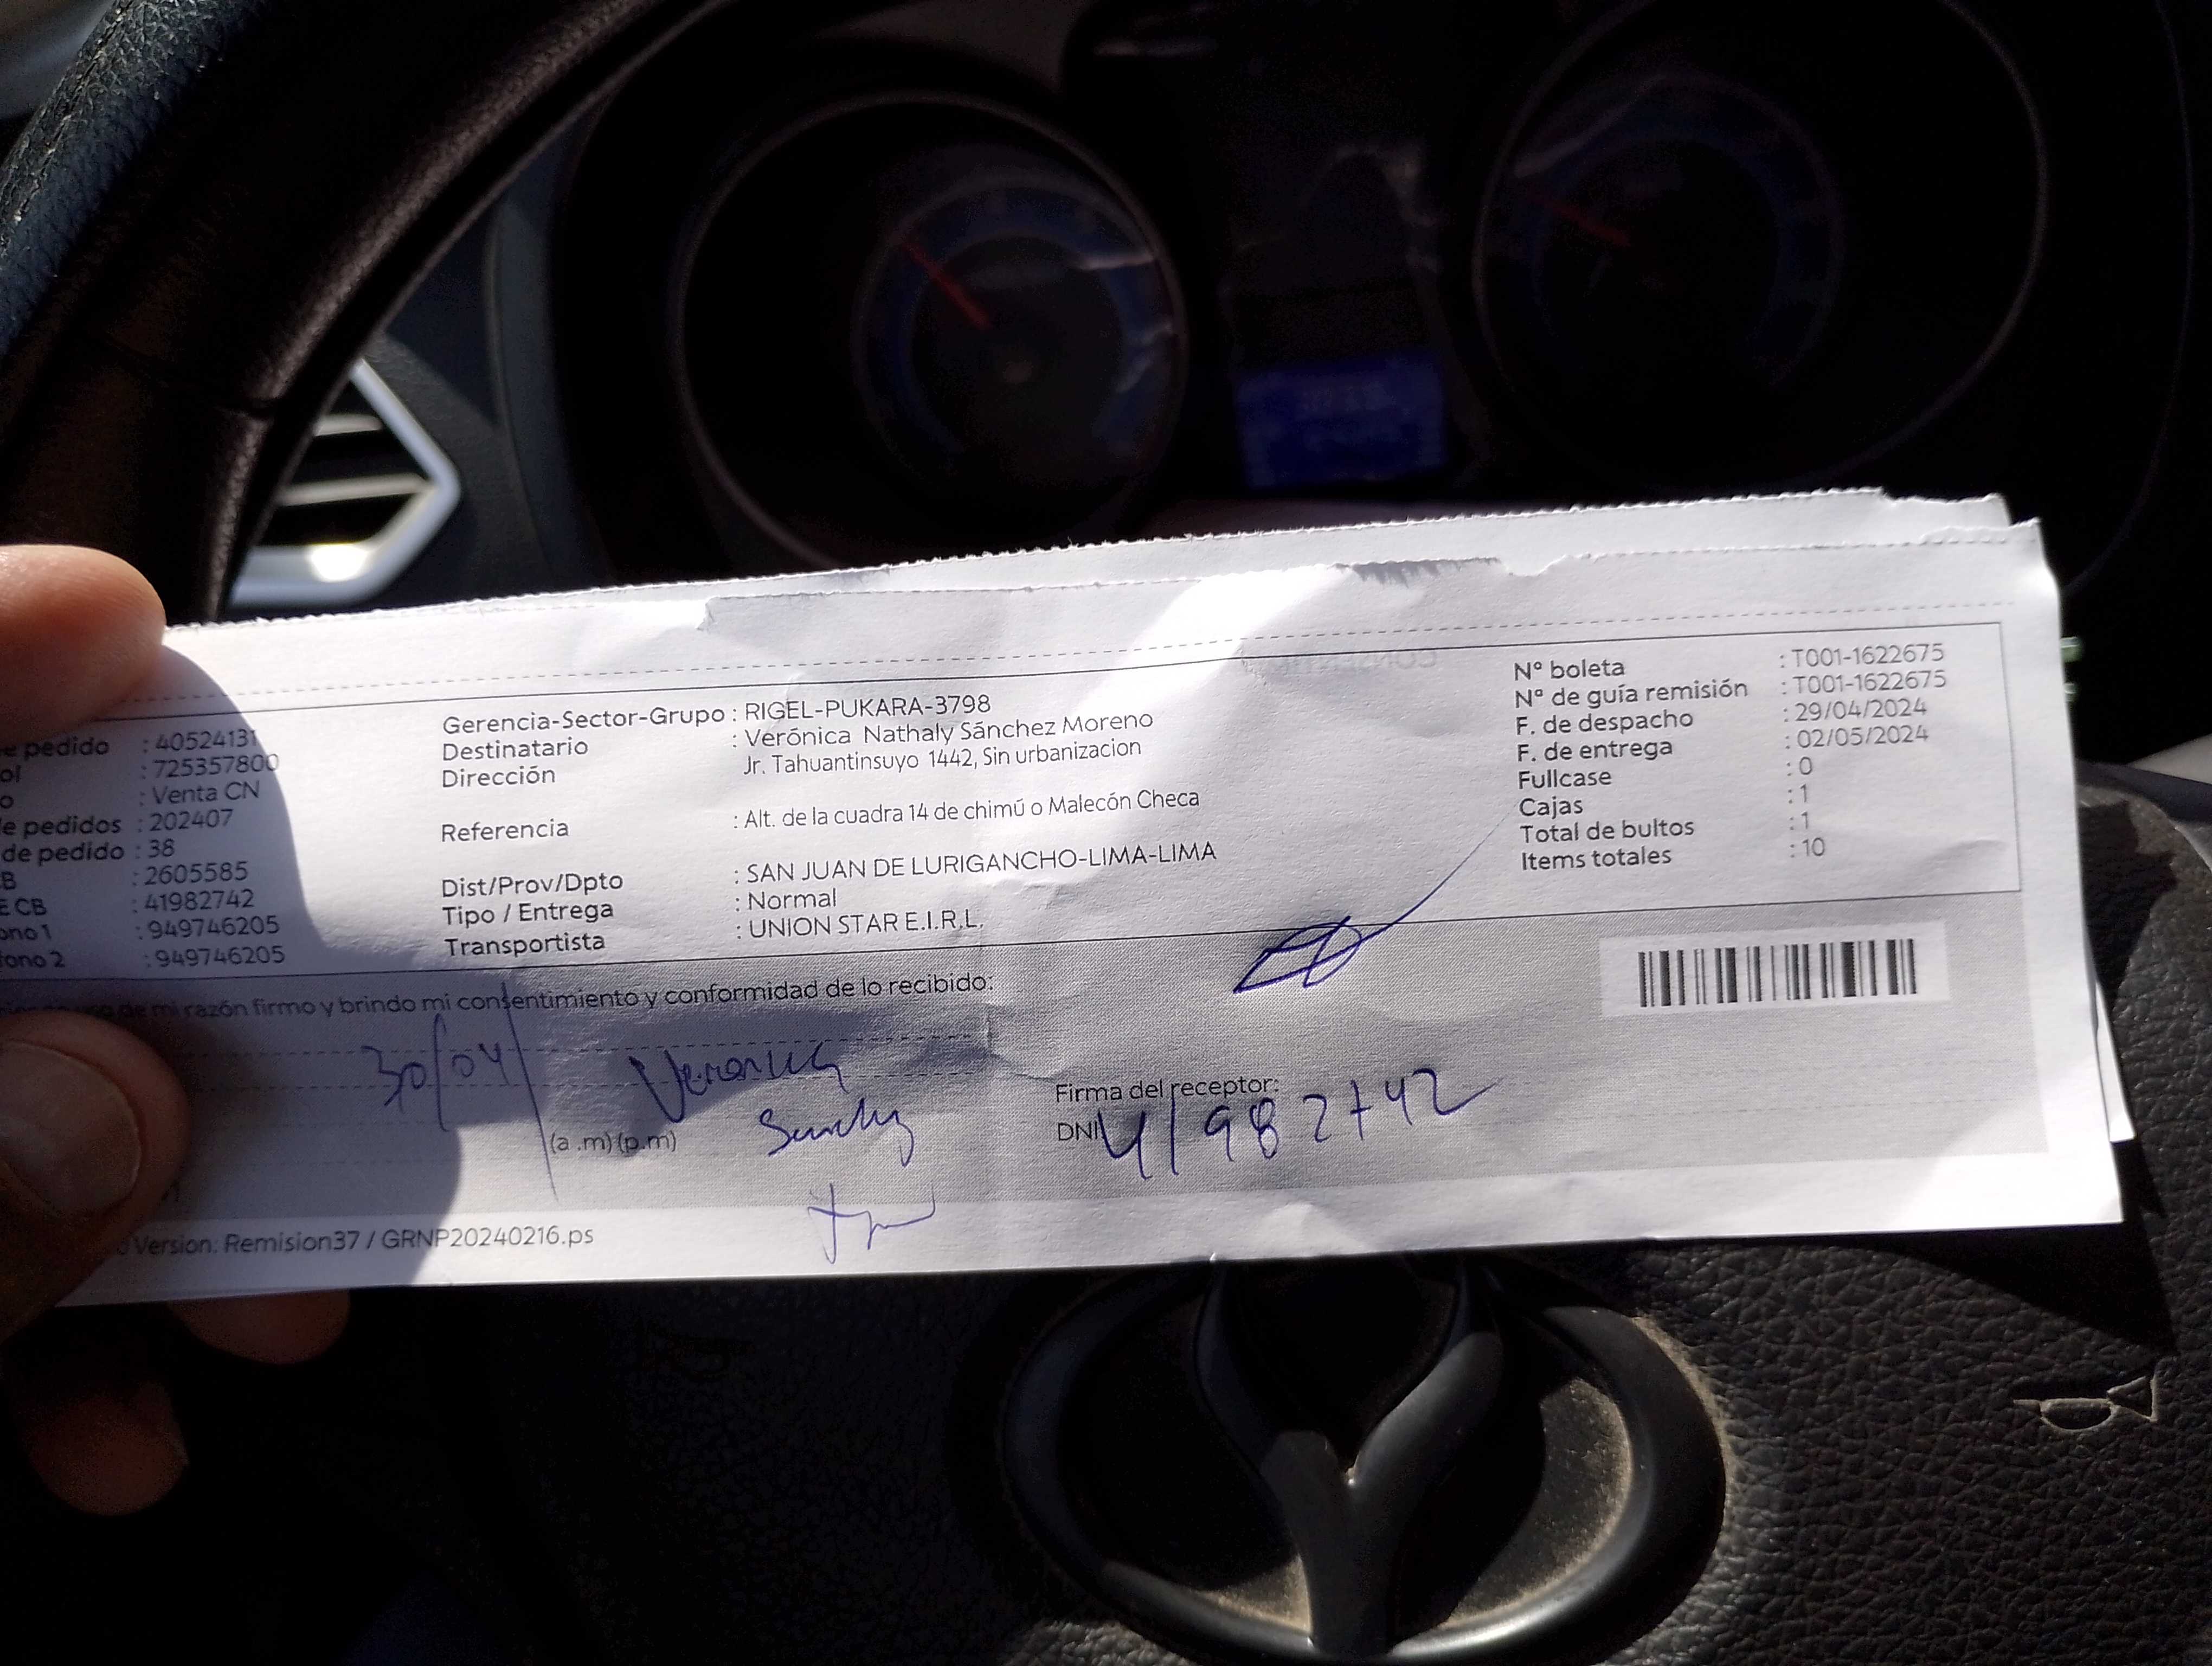 e pedido : 40524131
ol : 725357800
o : Venta CN
e pedidos : 202407
de pedido : 38
B : 2605585
E CB : 41982742
ono 1 : 949746205
fono 2 : 949746205
Gerencia-Sector-Grupo : RIGEL-PUKARA-3798
Destinatario : Verónica Nathaly Sánchez Moreno
Dirección Jr. Tahuantinsuyo 1442, Sin urbanizacion
Referencia : Alt. de la cuadra 14 de chimú o Malecón Checa
Dist/Prov/Dpto : SAN JUAN DE LURIGANCHO-LIMA-LIMA
Tipo / Entrega : Normal
Transportista : UNION STAR E.I.R.L.
Nº boleta : T001-1622675
Nº de guía remisión : T001-1622675
F. de despacho : 29/04/2024
F. de entrega : 02/05/2024
Fullcase : 0
Cajas : 1
Total de bultos : 1
Items totales : 10
de mi razón firmo y brindo mi consentimiento y conformidad de lo recibido:
30/04/
Veronica
(a .m) (p.m)
Firma del receptor:
DNI 41982742
Version: Remision37 / GRNP20240216.ps